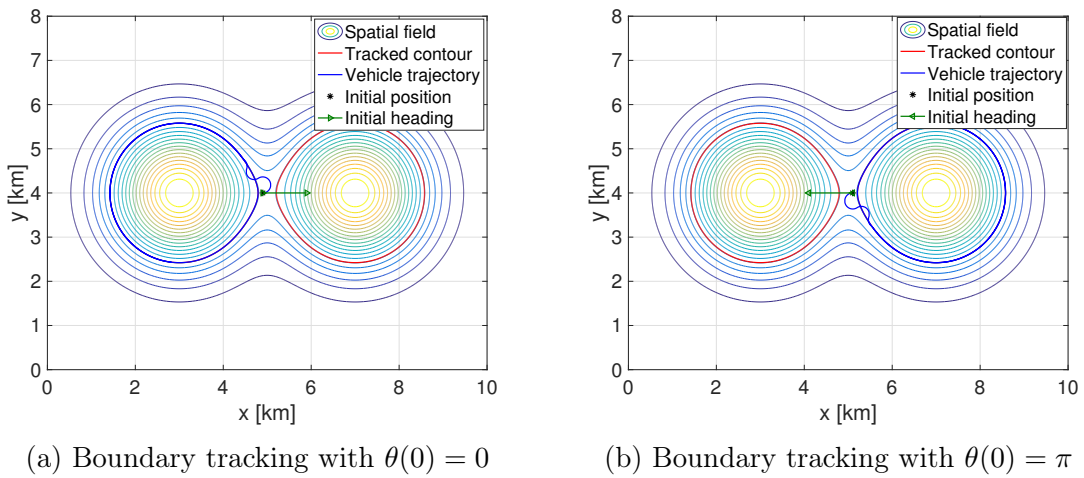 8
7
6
5
4
3
2
1
0
y [km]
0 2 4 6 8 10
x [km]
Spatial field
Tracked contour
Vehicle trajectory
Initial position
Initial heading
(a) Boundary tracking with θ(0) = 0
8
7
6
5
4
3
2
1
0
y [km]
0 2 4 6 8 10
x [km]
Spatial field
Tracked contour
Vehicle trajectory
Initial position
Initial heading
(b) Boundary tracking with θ(0) = π